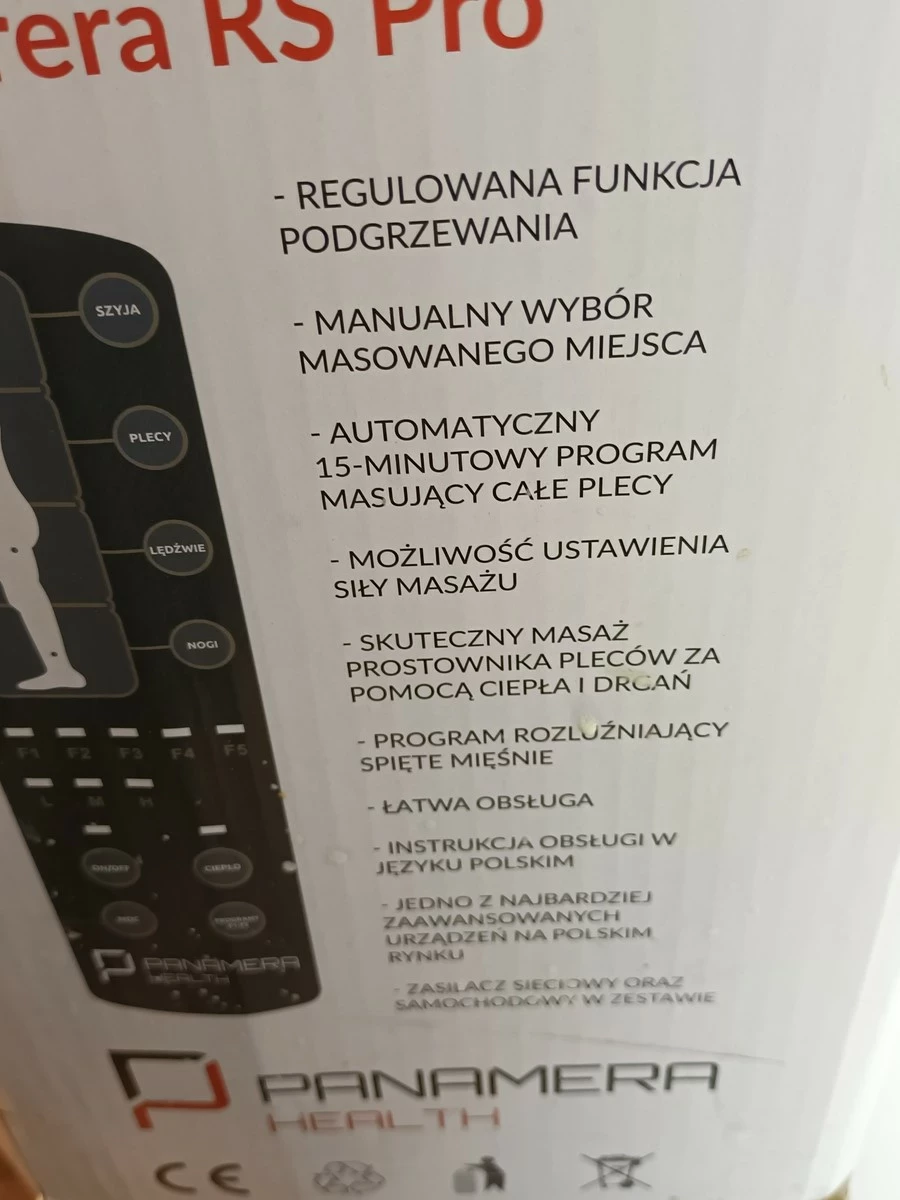 rera RS Pro
- REGULOWANA FUNKCJA
PODGRZEWANIA
- MANUALNY WYBÓR
MASOWANEGO MIEJSCA
- AUTOMATYCZNY
15-MINUTOWY PROGRAM
MASUJĄCY CAŁE PLECY
- MOŻLIWOŚĆ USTAWIENIA
SIŁY MASAŻU
- SKUTECZNY MASAŻ
PROSTOWNIKA PLECÓW ZA
POMOCĄ CIEPŁA I DRGAŃ
- PROGRAM ROZLUŹNIAJĄCY
SPIĘTE MIĘŚNIE
- ŁATWA OBSŁUGA
- INSTRUKCJA OBSŁUGI W
JĘZYKU POLSKIM
- JEDNO Z NAJBARDZIEJ
ZAAWANSOWANYCH
URZĄDZEŃ NA POLSKIM
RYNKU
- ZASILACZ SIECIOWY ORAZ
SAMOCHODOWY W ZESTAWIE
SZYJA
PLECY
LĘDŹWIE
NOGI
F1 F2 F3 F4 F5
L M H
ON/OFF CIEPŁO
MOC
PANAMERA
HEALTH
PANAMERA
HEALTH
CE